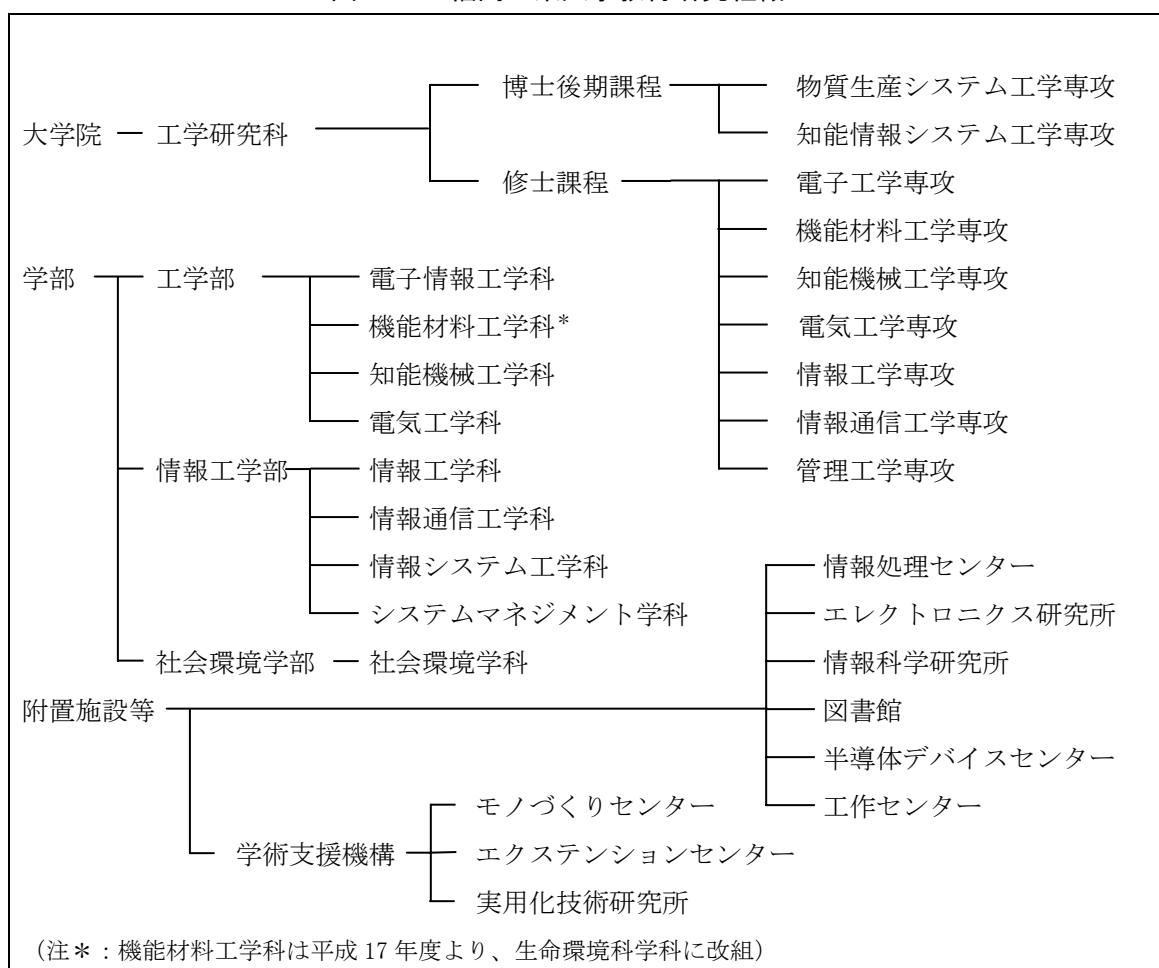 博士後期課程 物質生産システム工学専攻
大学院 工学研究科 知能情報システム工学専攻
修士課程 電子工学専攻
機能材料工学専攻
学部 工学部 電子情報工学科 知能機械工学専攻
機能材料工学科* 電気工学専攻
知能機械工学科 情報工学専攻
電気工学科 情報通信工学専攻
情報工学部 情報工学科 管理工学専攻
情報通信工学科
情報システム工学科 情報処理センター
システムマネジメント学科 エレクトロニクス研究所
社会環境学部 社会環境学科 情報科学研究所
附置施設等 図書館
半導体デバイスセンター
モノづくりセンター 工作センター
学術支援機構 エクステンションセンター
実用化技術研究所
(注*:機能材料工学科は平成 17 年度より、生命環境科学科に改組)